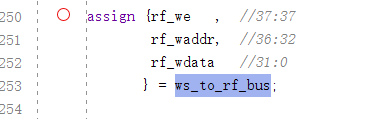 250 assign {rf_we   ,  //37:37
251         rf_waddr,  //36:32
252         rf_wdata   //31:0
253        } = ws_to_rf_bus;
254